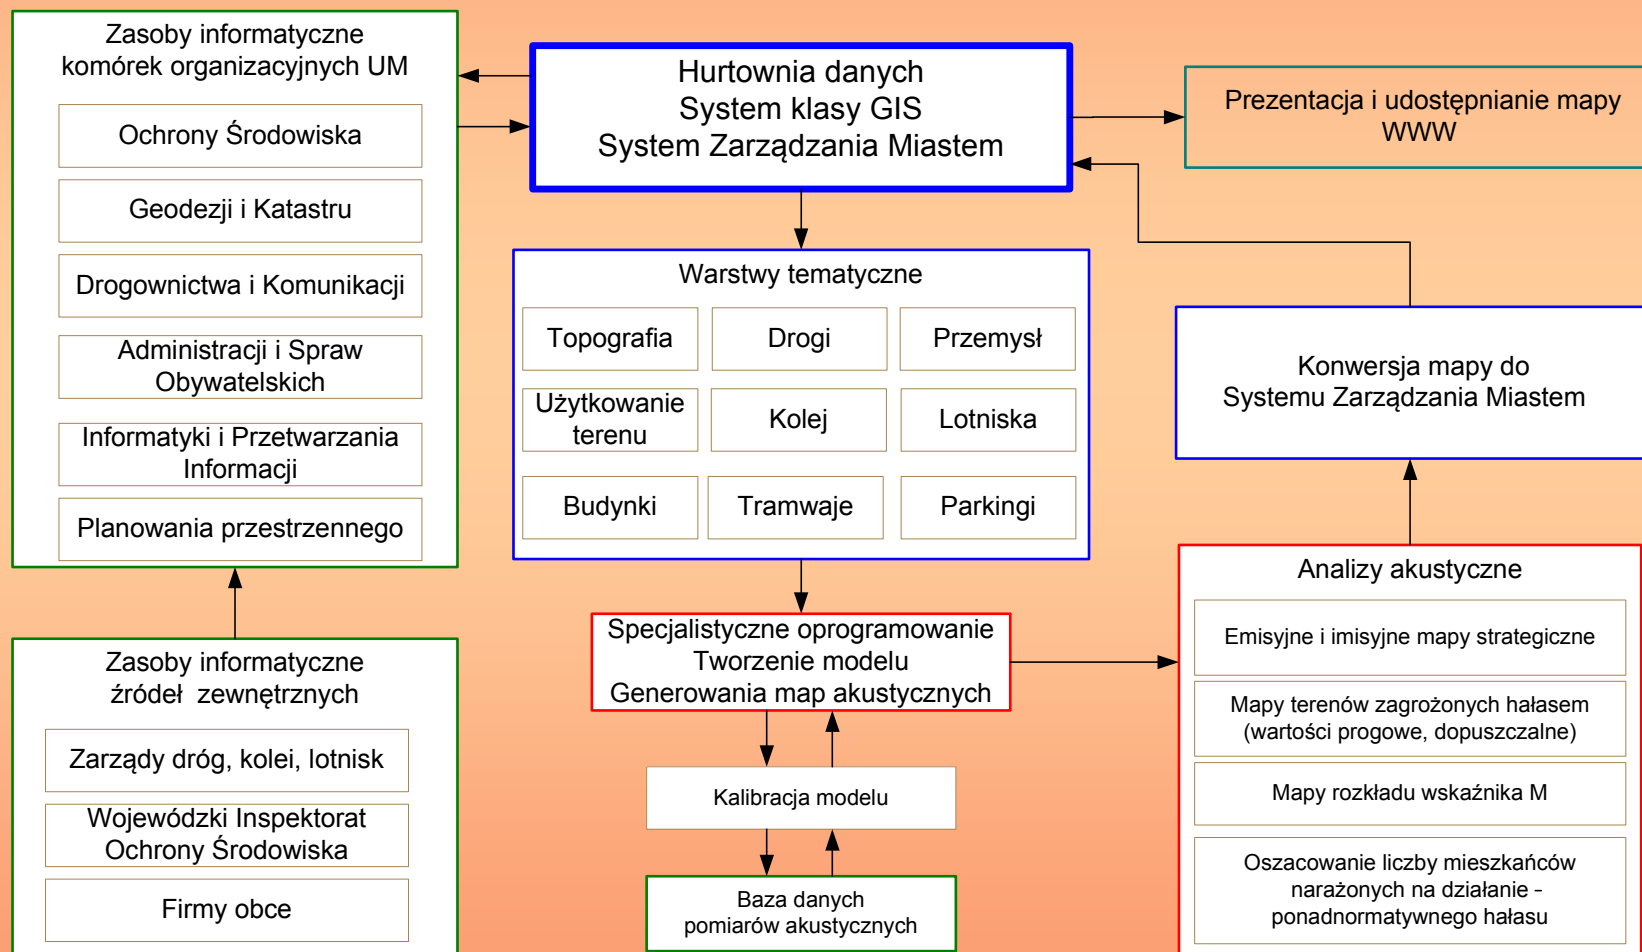 Zasoby informatyczne
komórek organizacyjnych UM
Ochrony Środowiska
Geodezji i Katastru
Drogownictwa i Komunikacji
Administracji i Spraw
Obywatelskich
Informatyki i Przetwarzania
Informacji
Planowania przestrzennego
Zasoby informatyczne
źródeł zewnętrznych
Zarządy dróg, kolei, lotnisk
Wojewódzki Inspektorat
Ochrony Środowiska
Firmy obce
Hurtownia danych
System klasy GIS
System Zarządzania Miastem
Warstwy tematyczne
Topografia
Drogi
Przemysł
Użytkowanie
terenu
Kolej
Lotniska
Budynki
Tramwaje
Parkingi
Specjalistyczne oprogramowanie
Tworzenie modelu
Generowania map akustycznych
Kalibracja modelu
Baza danych
pomiarów akustycznych
Prezentacja i udostępnianie mapy
WWW
Konwersja mapy do
Systemu Zarządzania Miastem
Analizy akustyczne
Emisyjne i imisyjne mapy strategiczne
Mapy terenów zagrożonych hałasem
(wartości progowe, dopuszczalne)
Mapy rozkładu wskaźnika M
Oszacowanie liczby mieszkańców
narażonych na działanie -
ponadnormatywnego hałasu